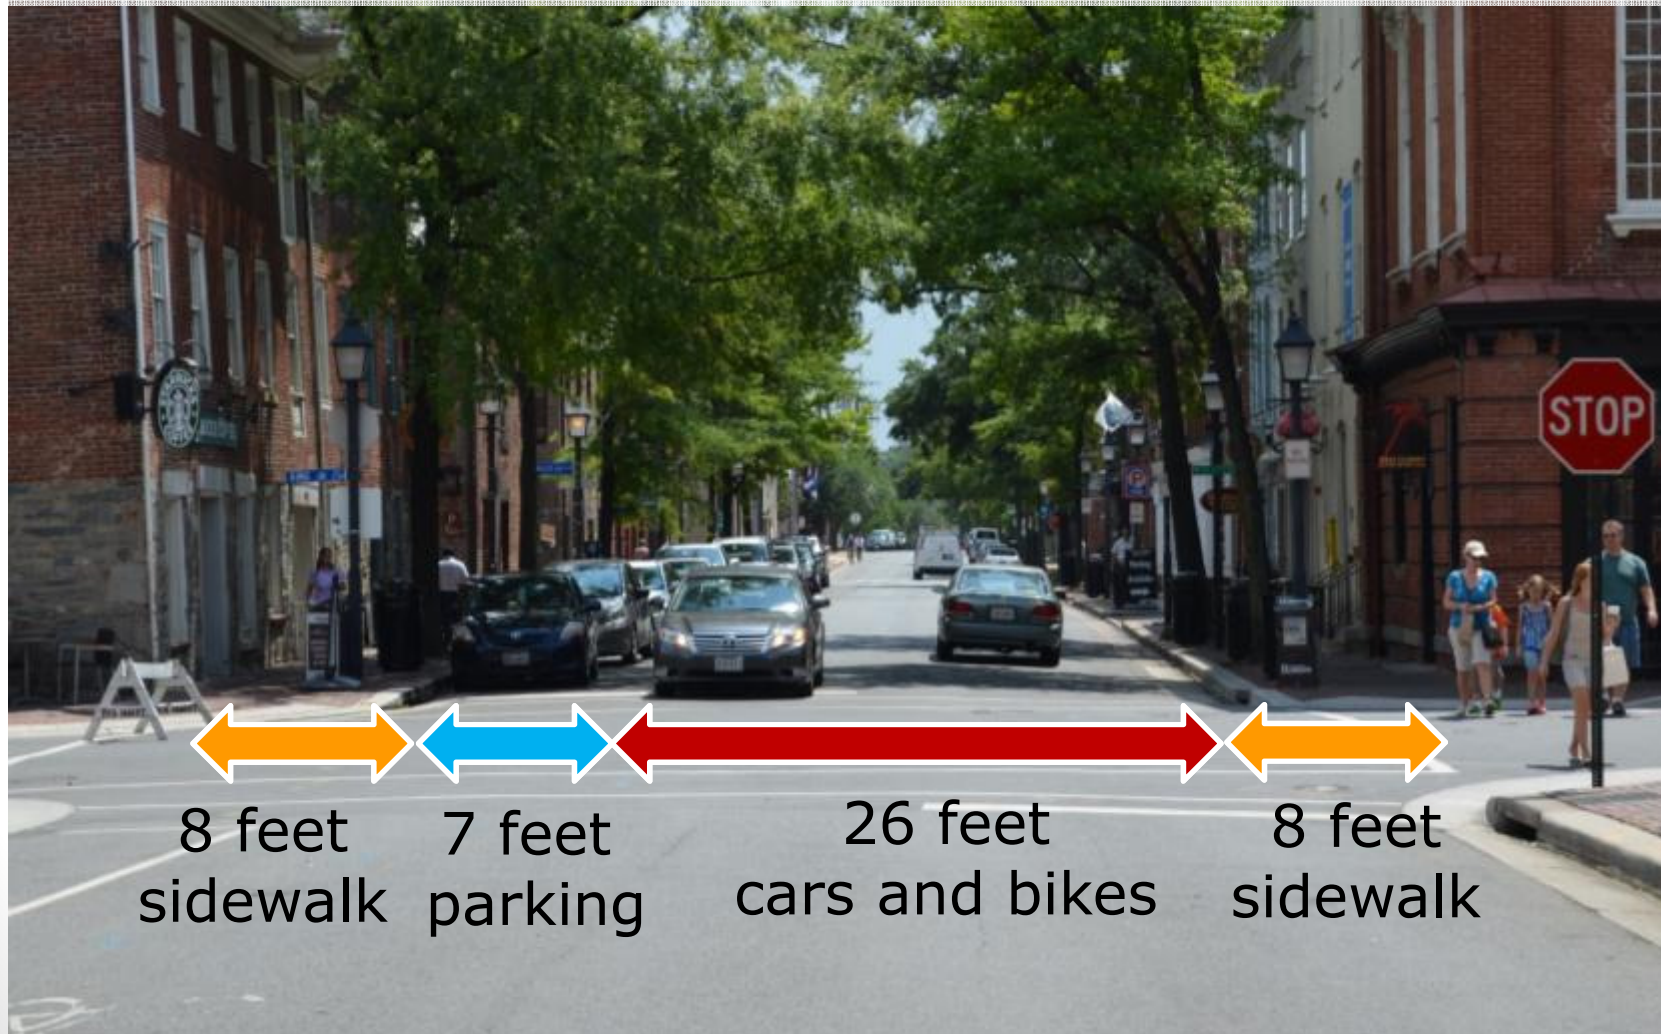 STOP
8 feet
sidewalk
7 feet
parking
26 feet
cars and bikes
8 feet
sidewalk